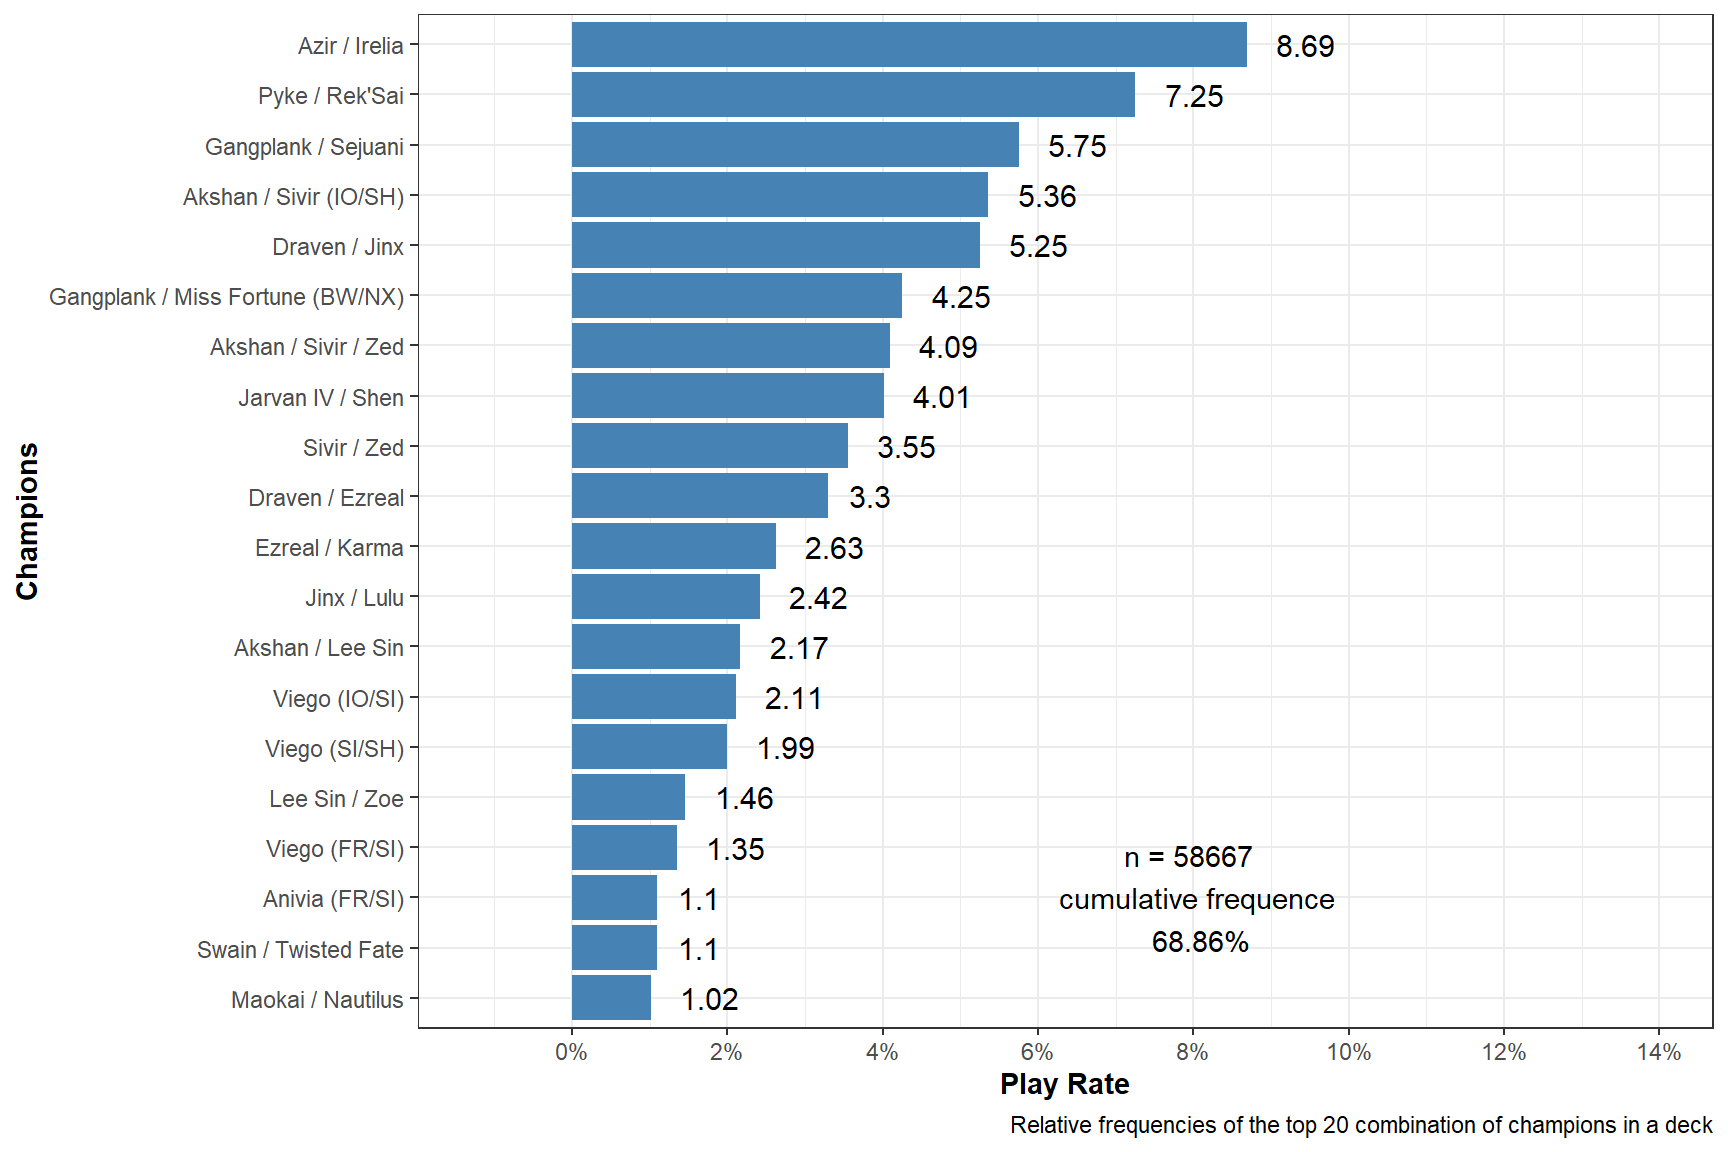 Champions
Azir / Irelia 8.69
Pyke / Rek'Sai 7.25
Gangplank / Sejuani 5.75
Akshan / Sivir (IO/SH) 5.36
Draven / Jinx 5.25
Gangplank / Miss Fortune (BW/NX) 4.25
Akshan / Sivir / Zed 4.09
Jarvan IV / Shen 4.01
Sivir / Zed 3.55
Draven / Ezreal 3.3
Ezreal / Karma 2.63
Jinx / Lulu 2.42
Akshan / Lee Sin 2.17
Viego (IO/SI) 2.11
Viego (SI/SH) 1.99
Lee Sin / Zoe 1.46
Viego (FR/SI) 1.35
Anivia (FR/SI) 1.1
Swain / Twisted Fate 1.1
Maokai / Nautilus 1.02
n = 58667
cumulative frequence
68.86%
0% 2% 4% 6% 8% 10% 12% 14%
Play Rate
Relative frequencies of the top 20 combination of champions in a deck